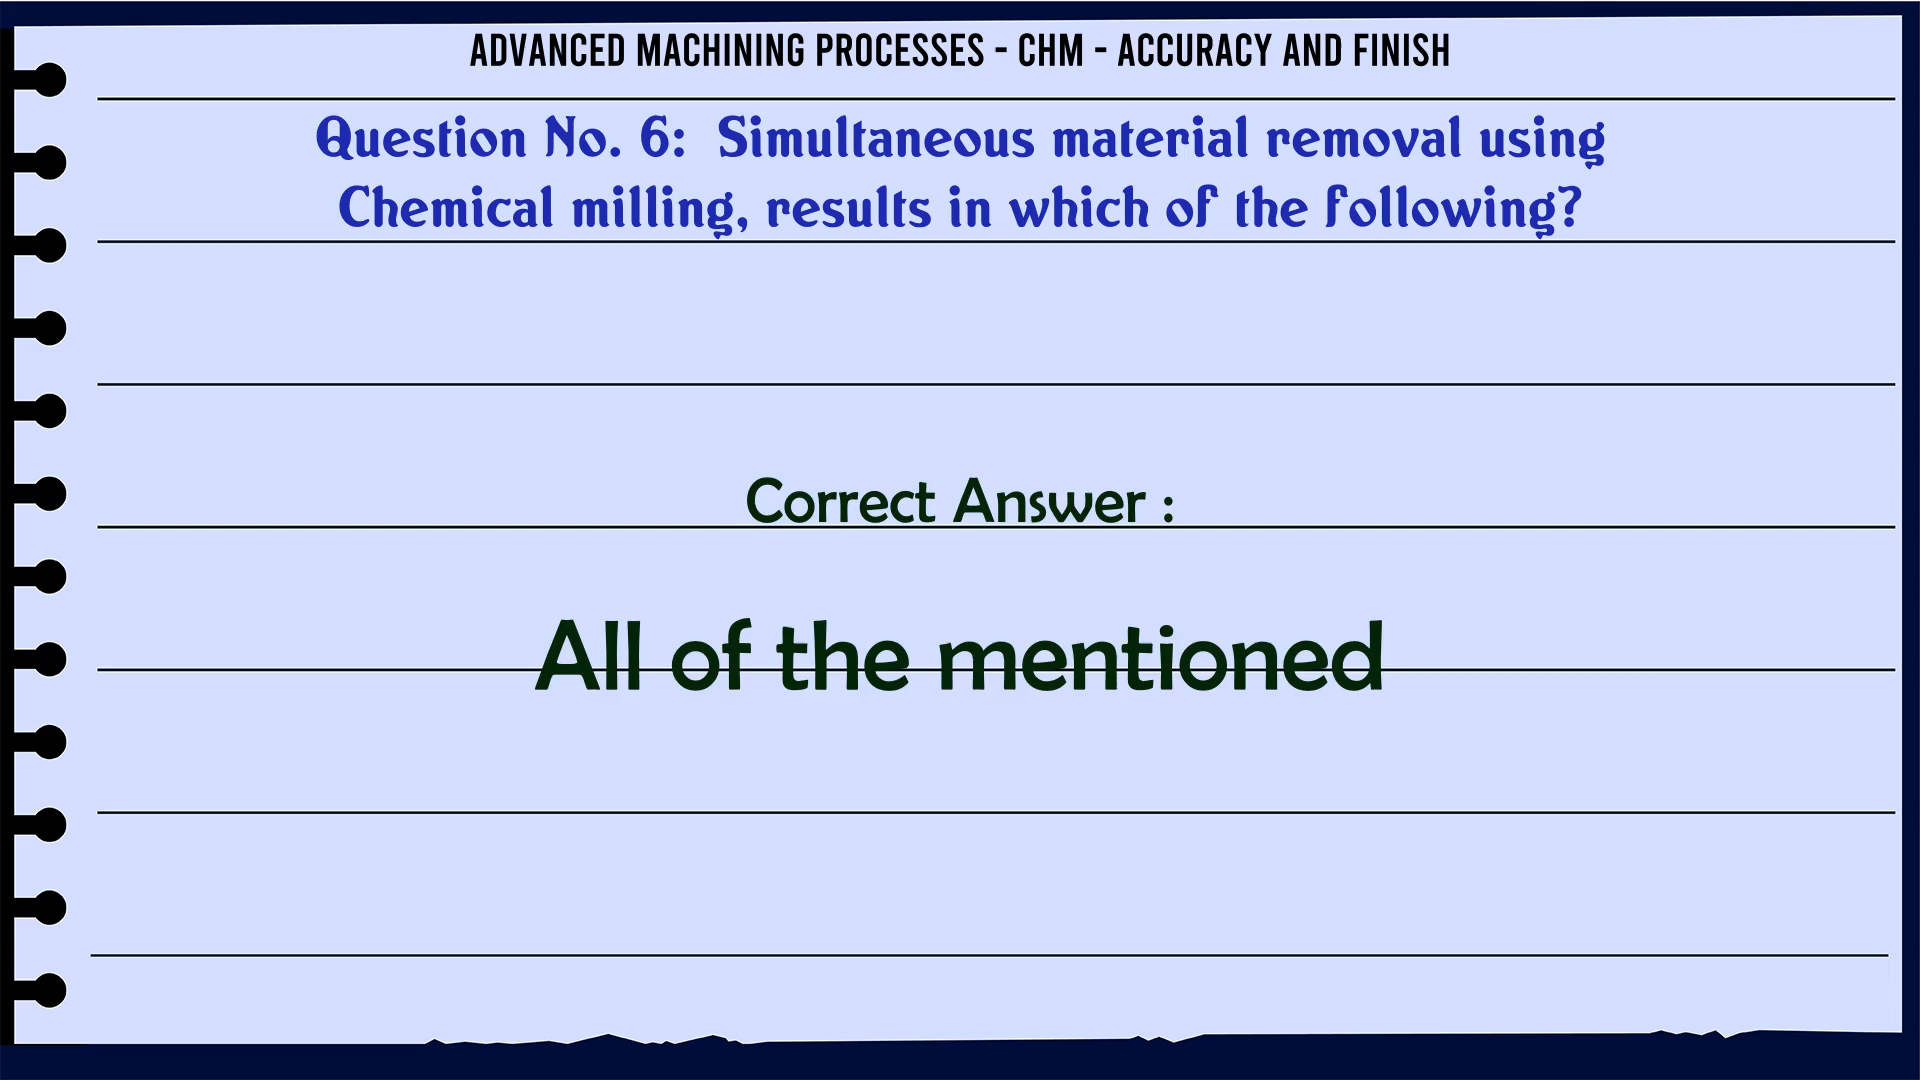 ADVANCED MACHINING PROCESSES - CHM - ACCURACY AND FINISH
Question No. 6: Simultaneous material removal using
Chemical milling, results in which of the following?
Correct Answer :
All of the mentioned